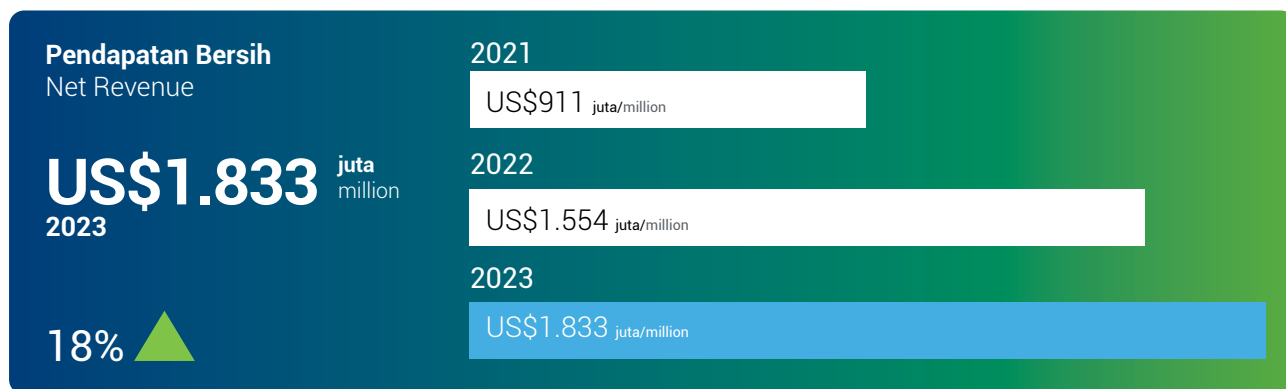 Pendapatan Bersih
Net Revenue
US$1.833 juta
million
2023
18%
2021
US$911 juta/million
2022
US$1.554 juta/million
2023
US$1.833 juta/million